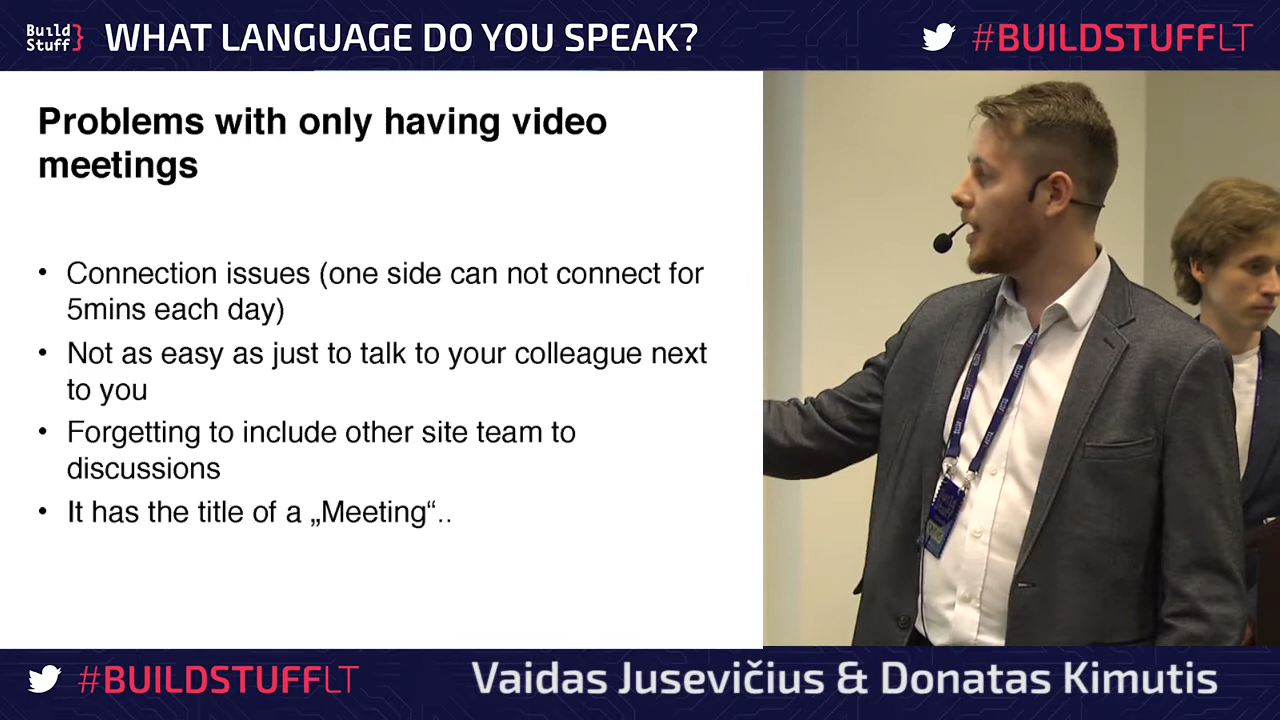 Build
Stuff}
WHAT LANGUAGE DO YOU SPEAK?
#BUILDSTUFFLT
Problems with only having video
meetings
• Connection issues (one side can not connect for
5mins each day)
• Not as easy as just to talk to your colleague next
to you
• Forgetting to include other site team to
discussions
• It has the title of a „Meeting“..
#BUILDSTUFFLT
Vaidas Jusevičius & Donatas Kimutis